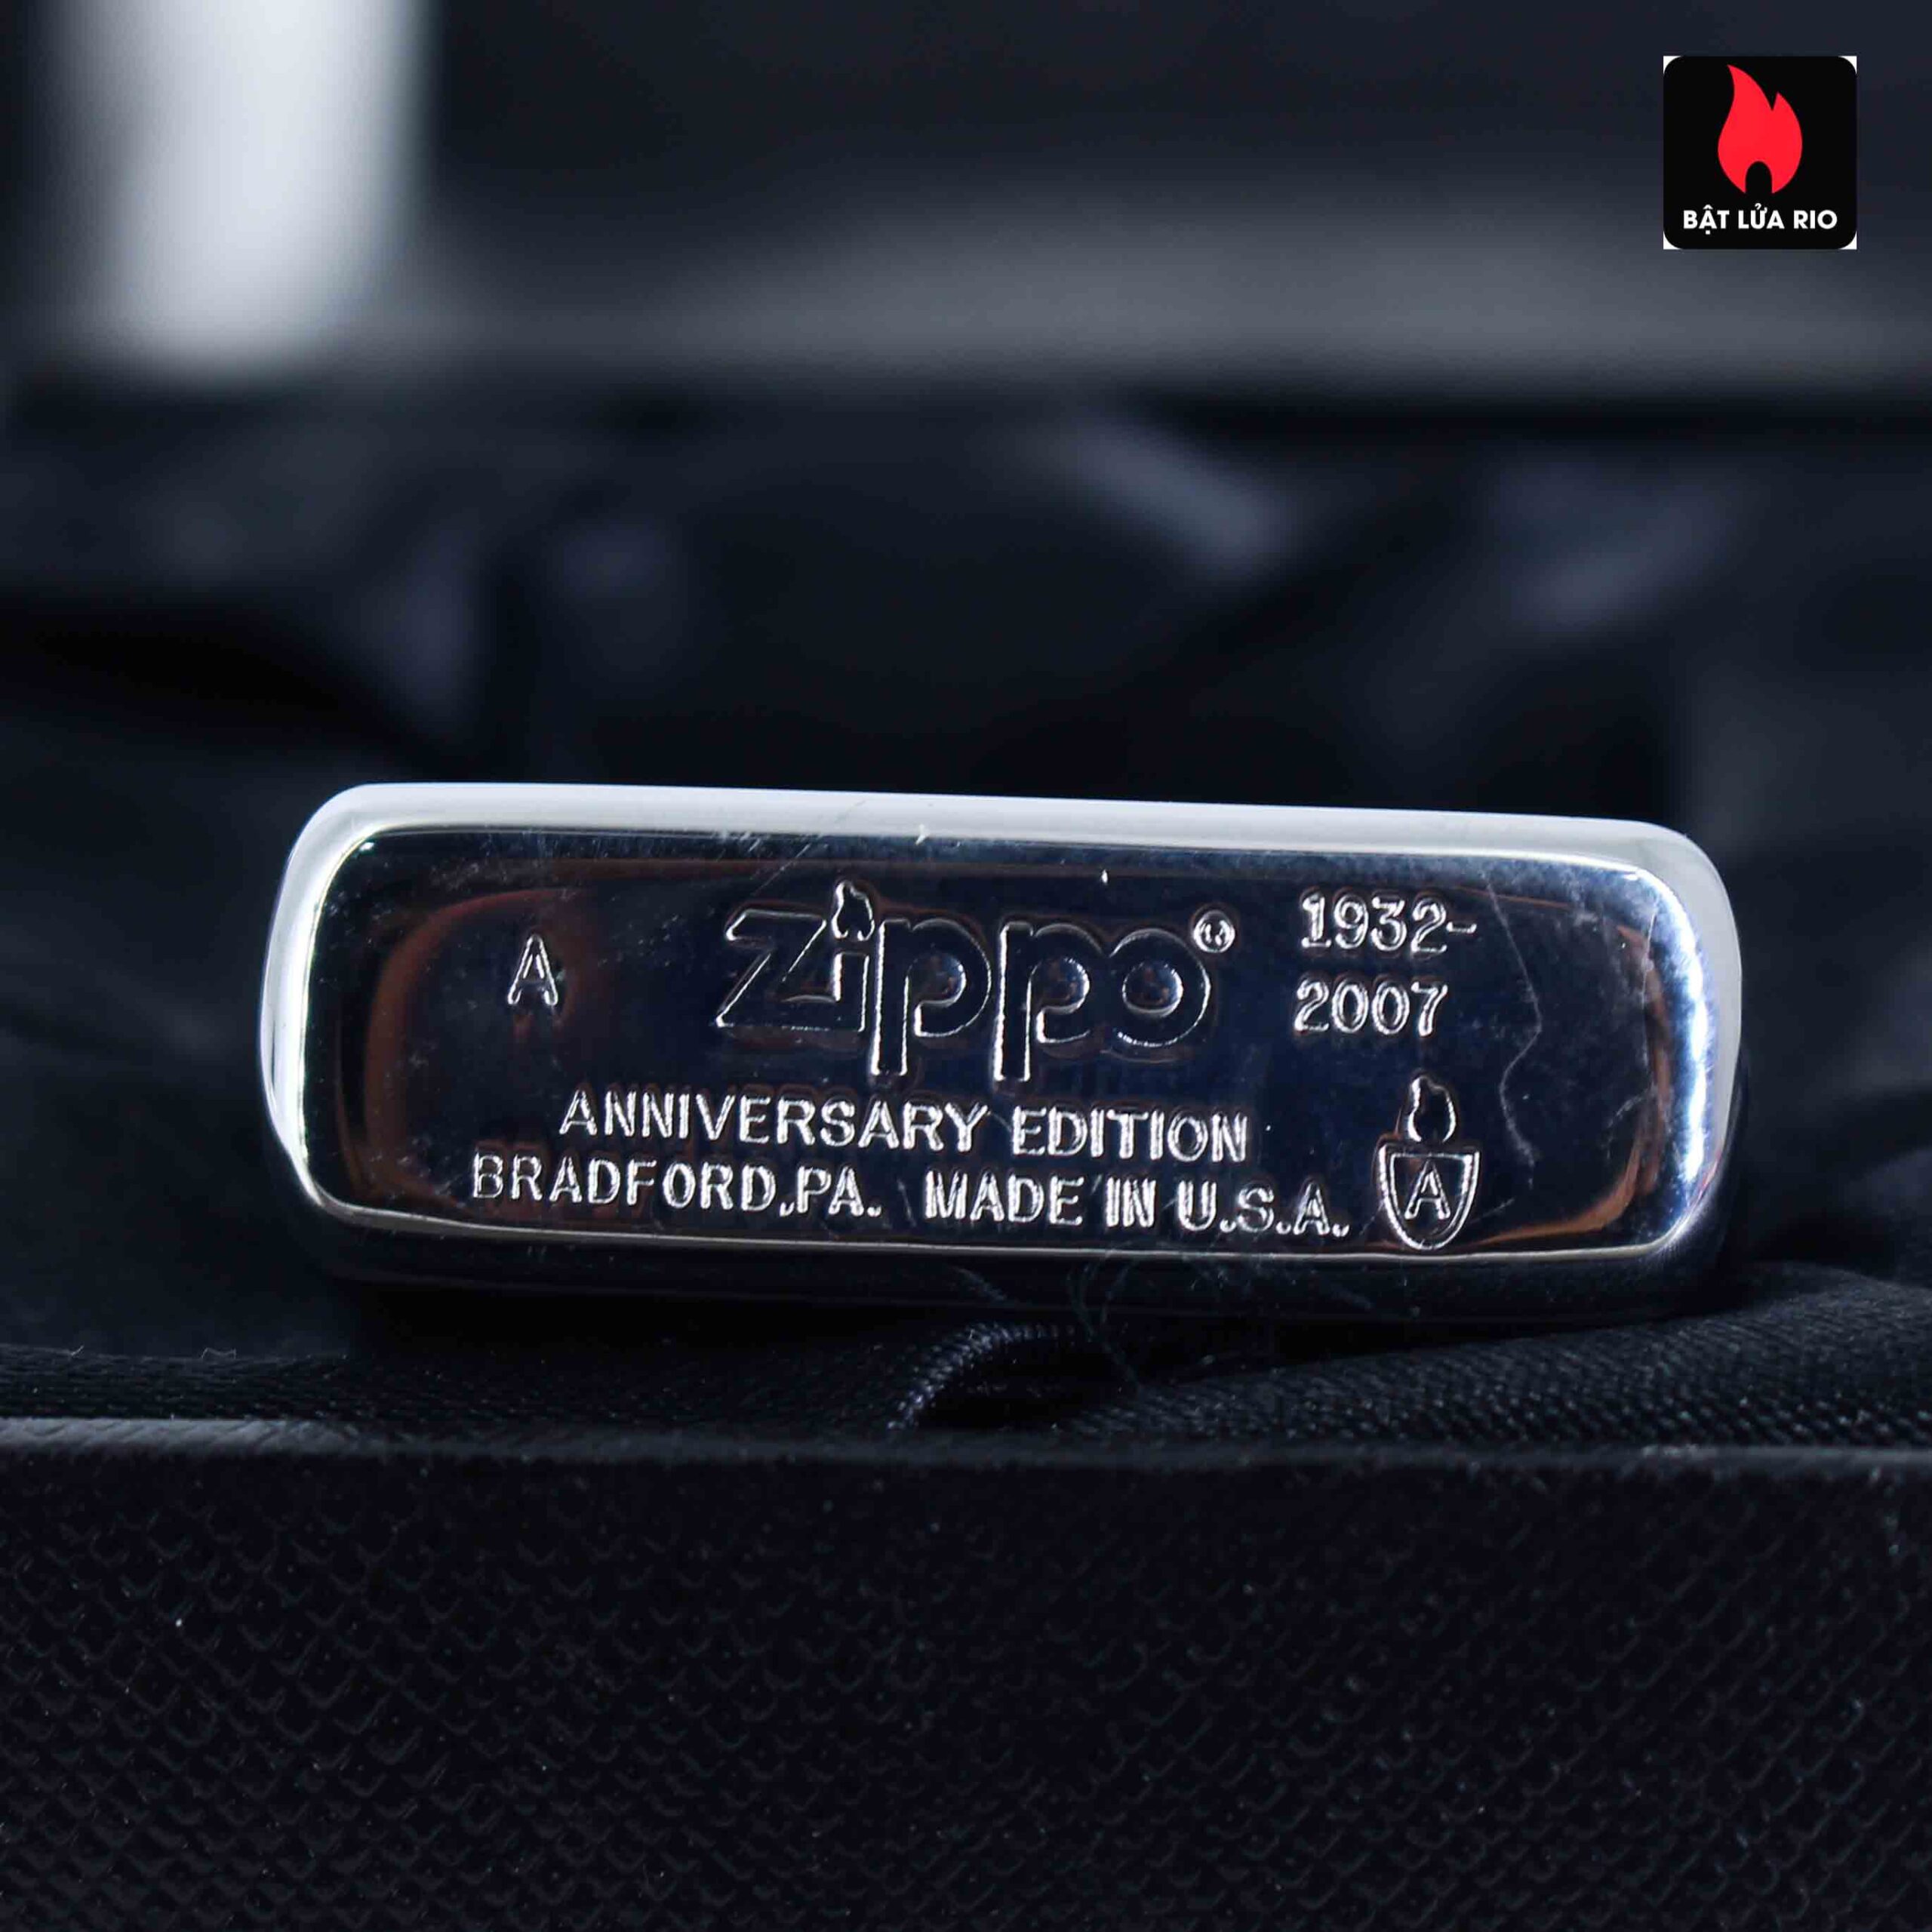 BẬT LỬA RIO
A Zippo® 1932-
2007
ANNIVERSARY EDITION
BRADFORD,PA. MADE IN U.S.A.
A